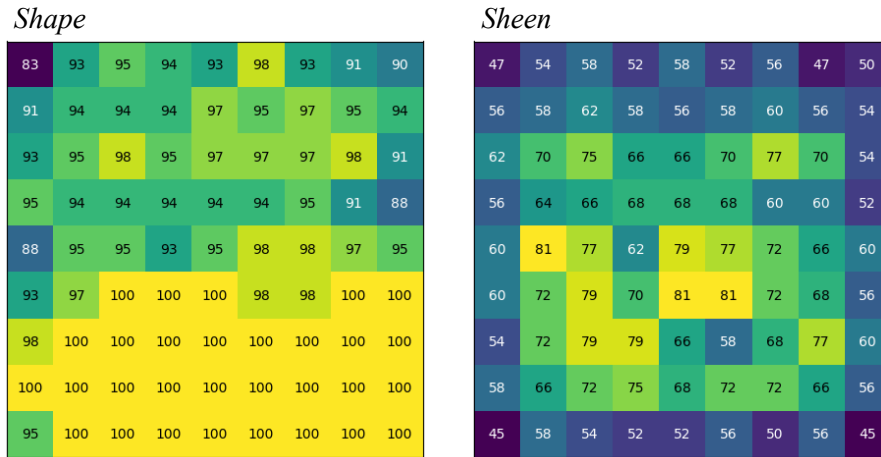 Shape Sheen
83 93 95 94 93 98 93 91 90 47 54 58 52 58 52 56 47 50
91 94 94 94 97 95 97 95 94 56 58 62 58 56 58 60 56 54
93 95 98 95 97 97 97 98 91 62 70 75 66 66 70 77 70 54
95 94 94 94 94 94 95 91 88 56 64 66 68 68 68 60 60 52
88 95 95 93 95 98 98 97 95 60 81 77 62 79 77 72 66 60
93 97 100 100 100 98 98 100 100 60 72 79 70 81 81 72 68 56
98 100 100 100 100 100 100 100 100 54 72 79 79 66 58 68 77 60
100 100 100 100 100 100 100 100 100 58 66 72 75 68 72 72 66 56
95 100 100 100 100 100 100 100 100 45 58 54 52 52 56 50 56 45